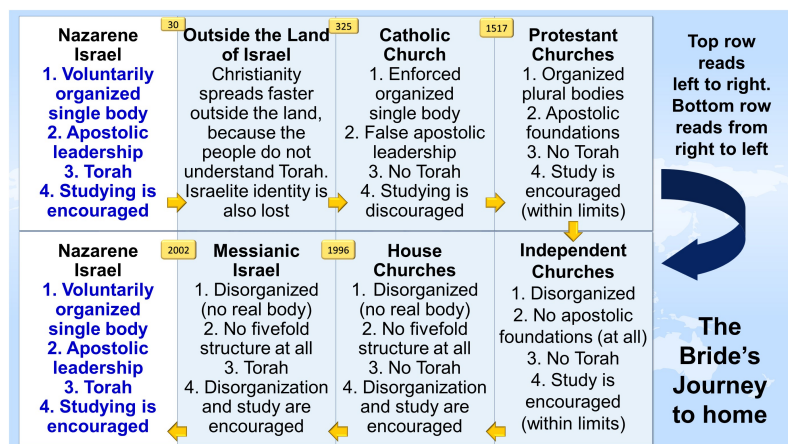 Nazarene
Israel
1. Voluntarily
organized
single body
2. Apostolic
leadership
3. Torah
4. Studying is
encouraged
30
Outside the Land
of Israel
Christianity
spreads faster
outside the land,
because the
people do not
understand Torah.
Israelite identity is
also lost
325
Catholic
Church
1. Enforced
organized
single body
2. False apostolic
leadership
3. No Torah
4. Studying is
discouraged
1517
Protestant
Churches
1. Organized
plural bodies
2. Apostolic
foundations
3. No Torah
4. Study is
encouraged
(within limits)
Top row
reads
left to right.
Bottom row
reads from
right to left
Independent
Churches
1. Disorganized
2. No apostolic
foundations (at all)
3. No Torah
4. Study is
encouraged
(within limits)
House
Churches
1. Disorganized
(no real body)
2. No fivefold
structure at all
3. No Torah
4. Disorganization
and study are
encouraged
1996
Messianic
Israel
1. Disorganized
(no real body)
2. No fivefold
structure at all
3. Torah
4. Disorganization
and study are
encouraged
2002
Nazarene
Israel
1. Voluntarily
organized
single body
2. Apostolic
leadership
3. Torah
4. Studying is
encouraged
The
Bride’s
Journey
to home